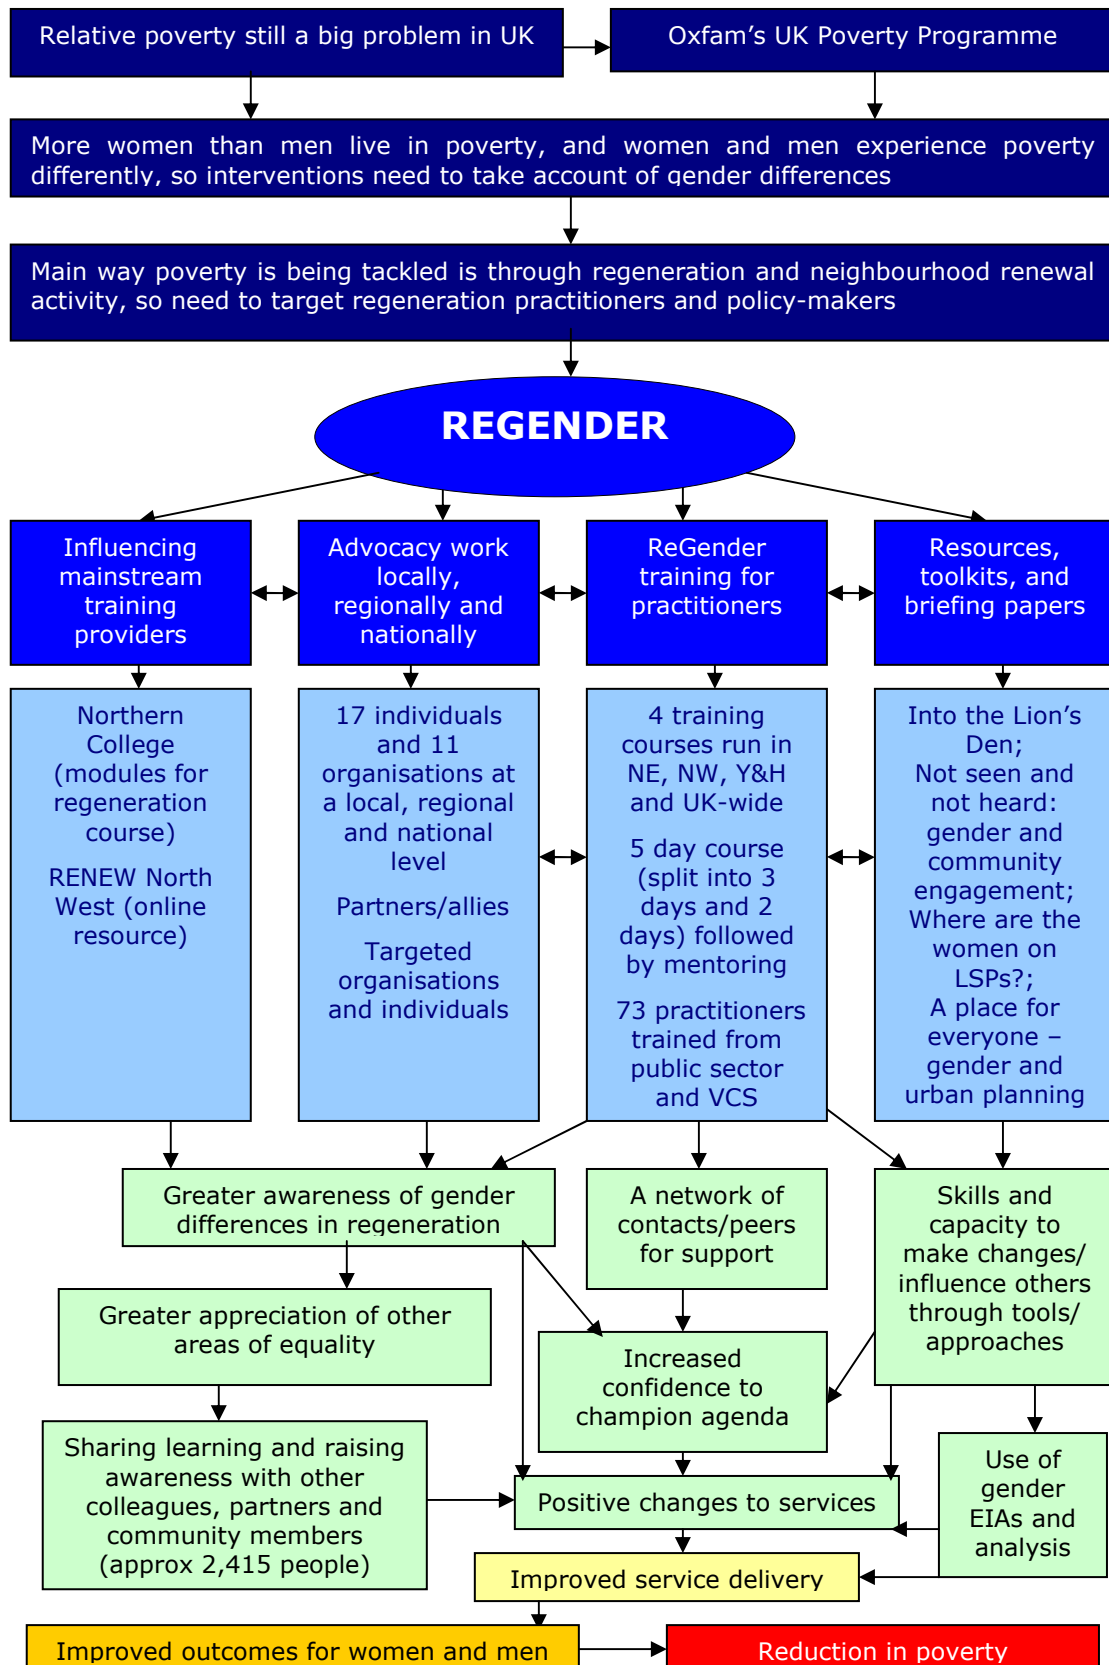 Relative poverty still a big problem in UK
Oxfam’s UK Poverty Programme
More women than men live in poverty, and women and men experience poverty
differently, so interventions need to take account of gender differences
Main way poverty is being tackled is through regeneration and neighbourhood renewal
activity, so need to target regeneration practitioners and policy-makers
REGENDER
Influencing
mainstream
training
providers
Advocacy work
locally,
regionally and
nationally
ReGender
training for
practitioners
Resources,
toolkits, and
briefing papers
Northern
College
(modules for
regeneration
course)
RENEW North
West (online
resource)
17 individuals
and 11
organisations at
a local, regional
and national
level
Partners/allies
Targeted
organisations
and individuals
4 training
courses run in
NE, NW, Y&H
and UK-wide
5 day course
(split into 3
days and 2
days) followed
by mentoring
73 practitioners
trained from
public sector
and VCS
Into the Lion’s
Den;
Not seen and
not heard:
gender and
community
engagement;
Where are the
women on
LSPs?;
A place for
everyone –
gender and
urban planning
Greater awareness of gender
differences in regeneration
A network of
contacts/peers
for support
Skills and
capacity to
make changes/
influence others
through tools/
approaches
Greater appreciation of other
areas of equality
Increased
confidence to
champion agenda
Sharing learning and raising
awareness with other
colleagues, partners and
community members
(approx 2,415 people)
Use of
gender
EIAs and
analysis
Positive changes to services
Improved service delivery
Improved outcomes for women and men
Reduction in poverty